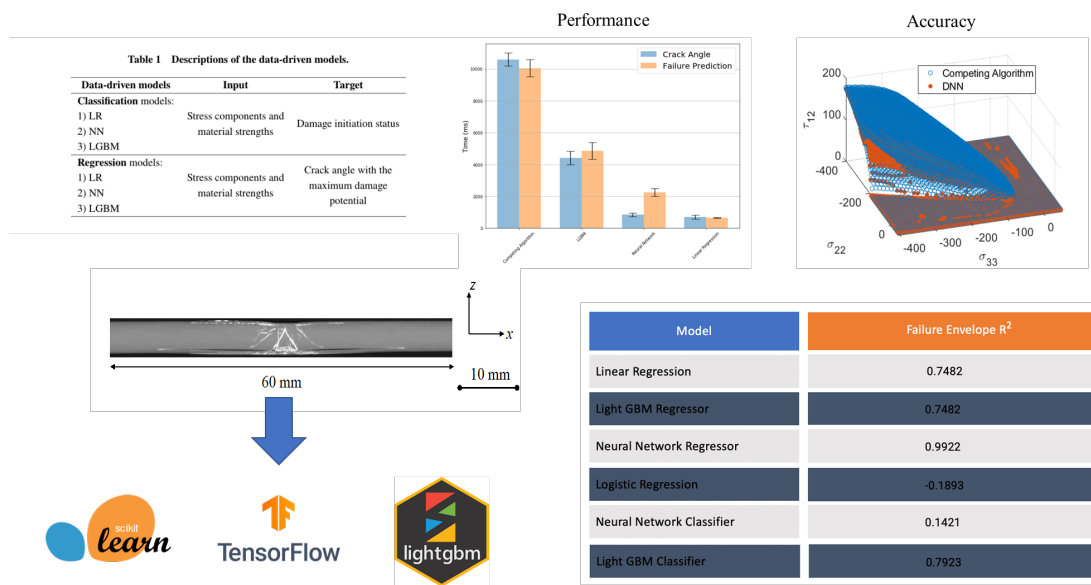 Performance
Accuracy
Table 1 Descriptions of the data-driven models.
Data-driven models Input Target
Classification models:
1) LR
2) NN
3) LGBM
Stress components and
material strengths
Damage initiation status
Regression models:
1) LR
2) NN
3) LGBM
Stress components and
material strengths
Crack angle with the
maximum damage
potential
Crack Angle
Failure Prediction
Time (ms)
10000
8000
6000
4000
2000
0
Competing Algorithm
LGBM
Neural Network
Linear Regression
Competing Algorithm
DNN
τ12
200
100
0
-400
-200
0
σ22
-400
-300
-200
-100
0
σ33
z
x
60 mm
10 mm
scikit
learn
TensorFlow
lightgbm
Model Failure Envelope R²
Linear Regression 0.7482
Light GBM Regressor 0.7482
Neural Network Regressor 0.9922
Logistic Regression -0.1893
Neural Network Classifier 0.1421
Light GBM Classifier 0.7923